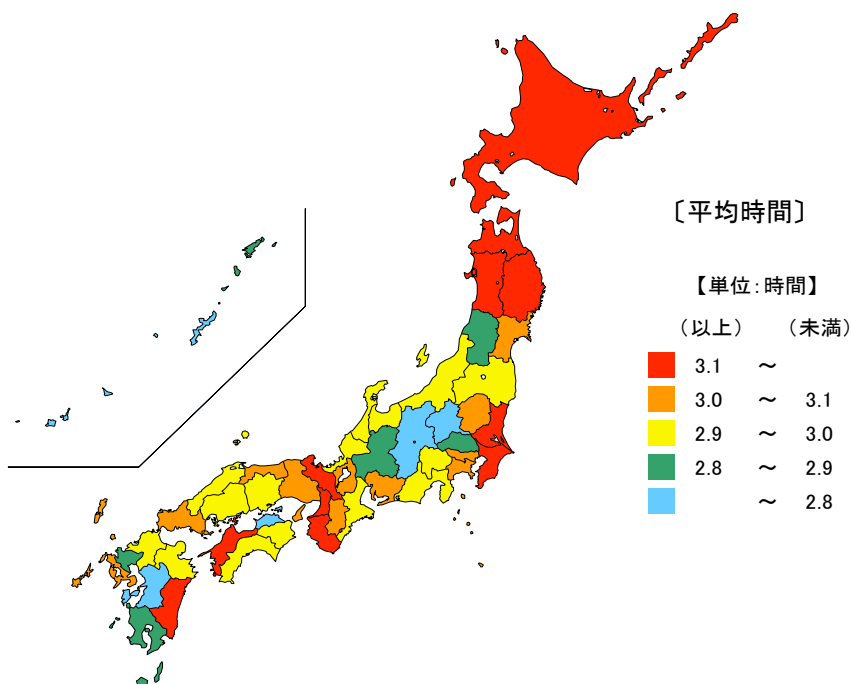 〔平均時間〕
【単位:時間】
（以上） （未満）
3.1 ～
3.0 ～ 3.1
2.9 ～ 3.0
2.8 ～ 2.9
～ 2.8